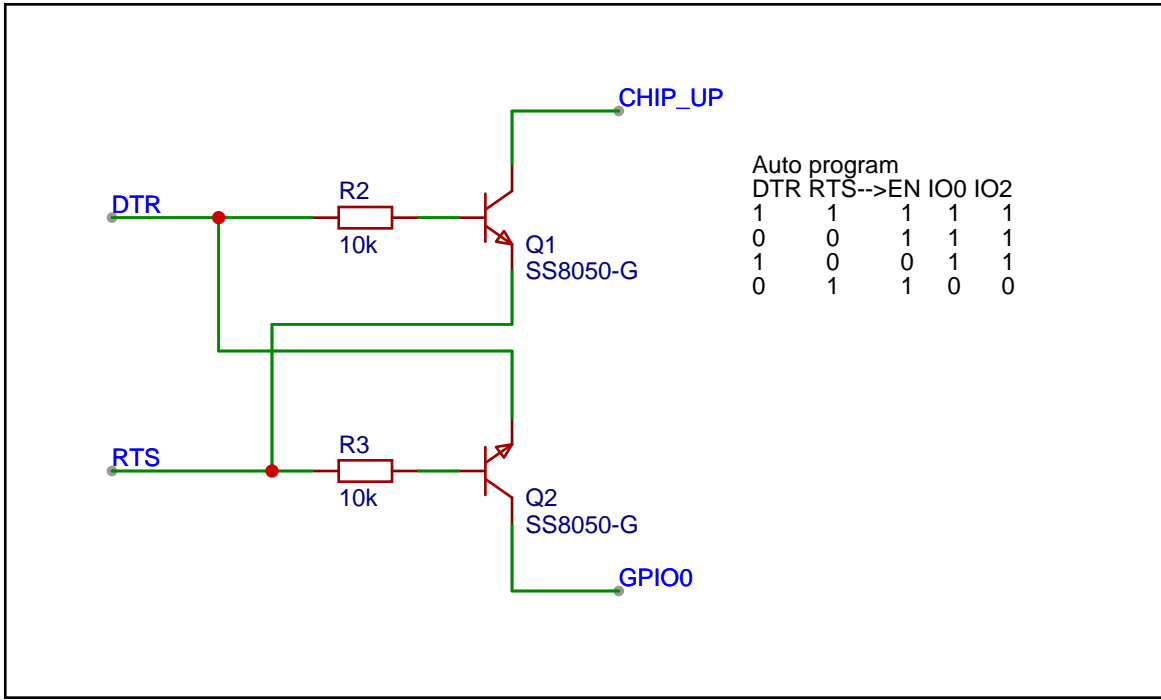 CHIP_UP
Auto program
DTR RTS-->EN IO0 IO2
1 1 1 1 1
0 0 1 1 1
1 0 0 1 1
0 1 1 0 0
DTR
R2
10k
Q1
SS8050-G
RTS
R3
10k
Q2
SS8050-G
GPIO0